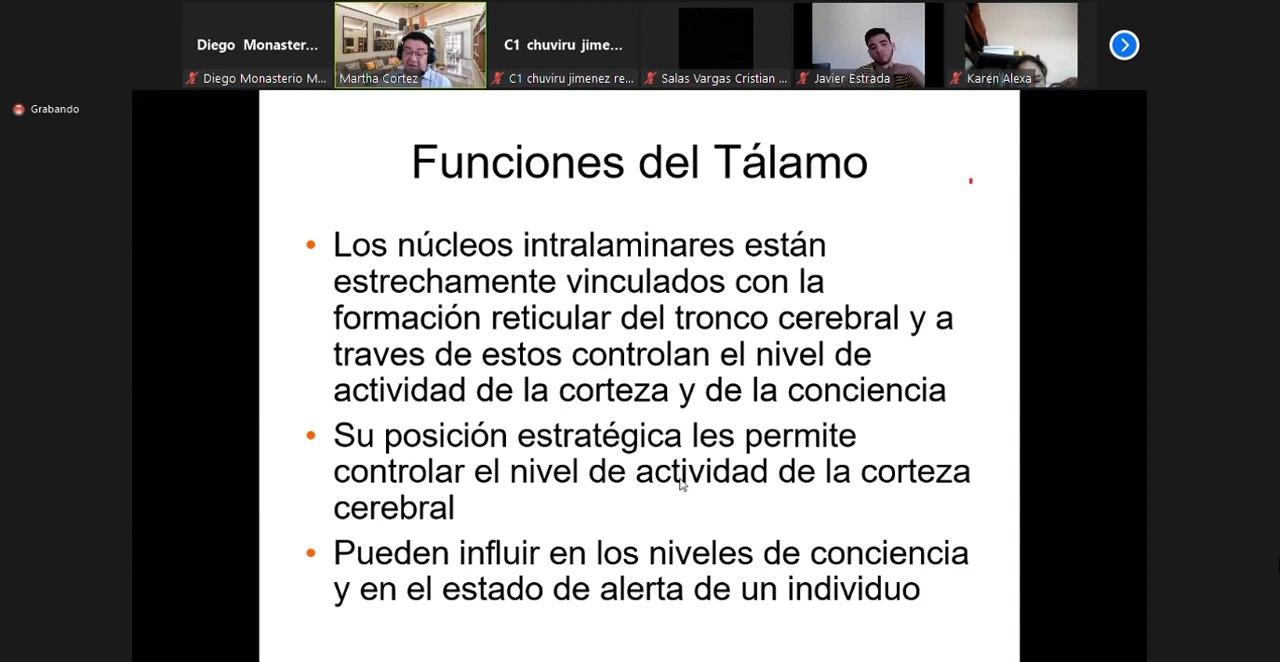 Diego Monaster...
C1 chuviru jime...
Diego Monasterio M...
Martha Cortez
C1 chuviru jimenez re...
Salas Vargas Cristian ...
Javier Estrada
Karen Alexa
Grabando
Funciones del Tálamo
• Los núcleos intralaminares están
estrechamente vinculados con la
formación reticular del tronco cerebral y a
traves de estos controlan el nivel de
actividad de la corteza y de la conciencia
• Su posición estratégica les permite
controlar el nivel de actividad de la corteza
cerebral
• Pueden influir en los niveles de conciencia
y en el estado de alerta de un individuo